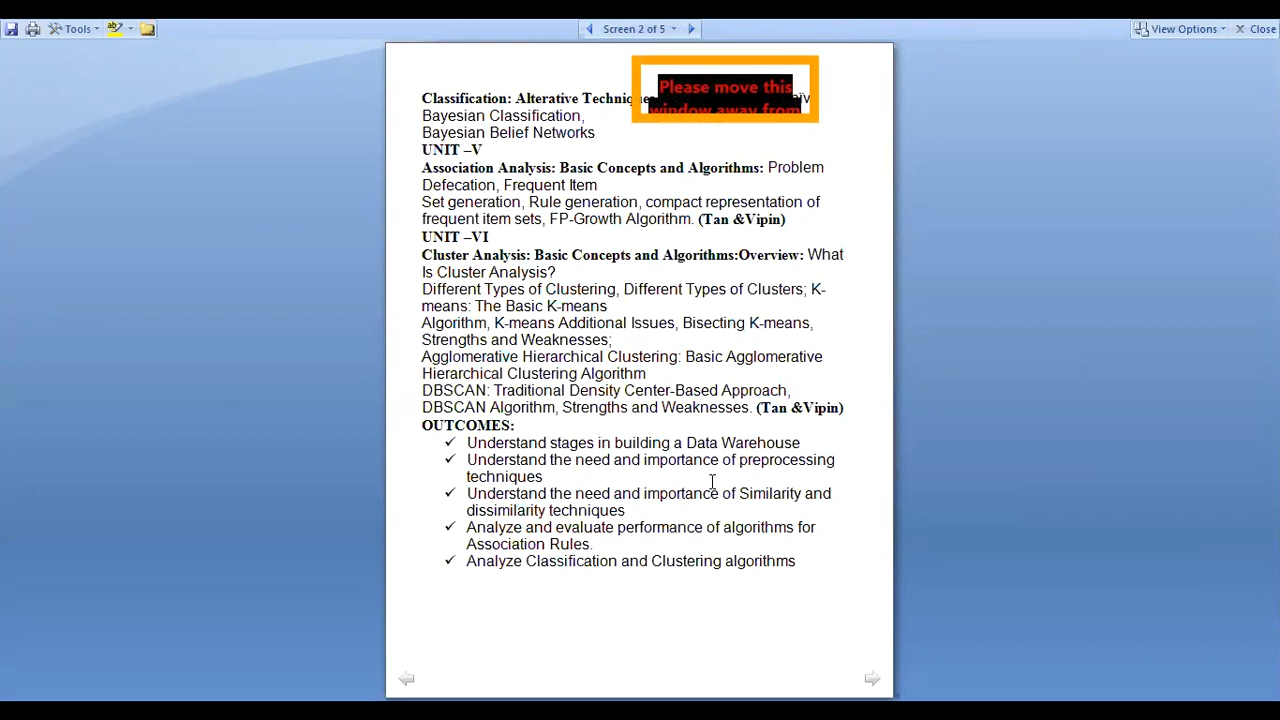 Tools
Screen 2 of 5
View Options
Close
Please move this
window away from
Classification: Alterative
Bayesian Classification,
Bayesian Belief Networks
UNIT –V
Association Analysis: Basic Concepts and Algorithms: Problem
Defecation, Frequent Item
Set generation, Rule generation, compact representation of
frequent item sets, FP-Growth Algorithm. (Tan &Vipin)
UNIT –VI
Cluster Analysis: Basic Concepts and Algorithms:Overview: What
Is Cluster Analysis?
Different Types of Clustering, Different Types of Clusters; K-
means: The Basic K-means
Algorithm, K-means Additional Issues, Bisecting K-means,
Strengths and Weaknesses;
Agglomerative Hierarchical Clustering: Basic Agglomerative
Hierarchical Clustering Algorithm
DBSCAN: Traditional Density Center-Based Approach,
DBSCAN Algorithm, Strengths and Weaknesses. (Tan &Vipin)
OUTCOMES:
✓ Understand stages in building a Data Warehouse
✓ Understand the need and importance of preprocessing
techniques
✓ Understand the need and importance of Similarity and
dissimilarity techniques
✓ Analyze and evaluate performance of algorithms for
Association Rules.
✓ Analyze Classification and Clustering algorithms